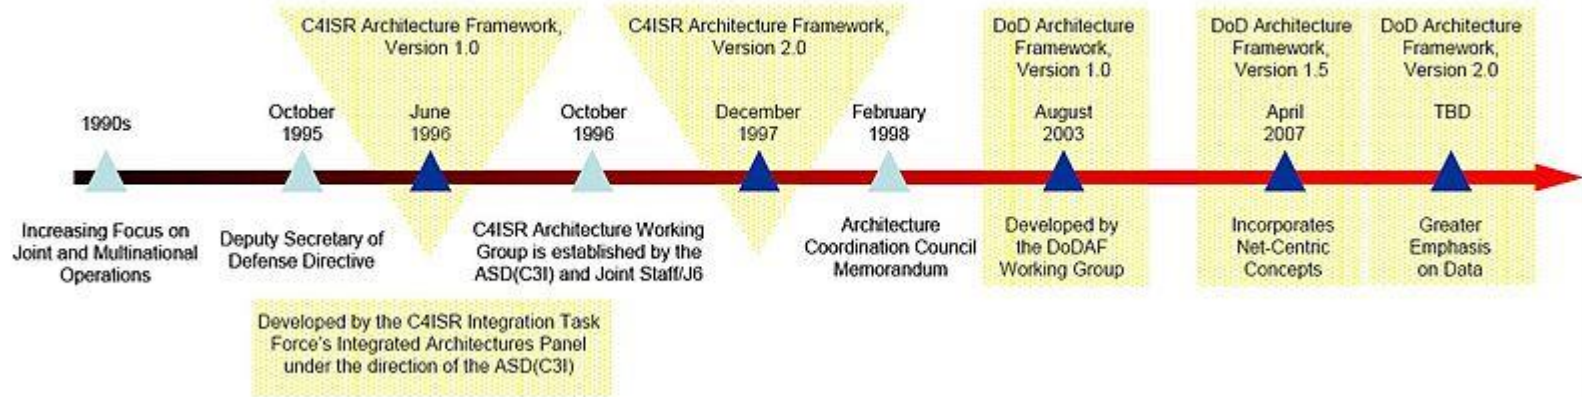 C4ISR Architecture Framework,
Version 1.0
C4ISR Architecture Framework,
Version 2.0
DoD Architecture
Framework,
Version 1.0
DoD Architecture
Framework,
Version 1.5
DoD Architecture
Framework,
Version 2.0
1990s
October
1995
June
1996
October
1996
December
1997
February
1998
August
2003
April
2007
TBD
Increasing Focus on
Joint and Multinational
Operations
Deputy Secretary of
Defense Directive
C4ISR Architecture Working
Group is established by the
ASD(C3I) and Joint Staff/J6
Architecture
Coordination Council
Memorandum
Developed by
the DoDAF
Working Group
Incorporates
Net-Centric
Concepts
Greater
Emphasis
on Data
Developed by the C4ISR Integration Task
Force's Integrated Architectures Panel
under the direction of the ASD(C3I)